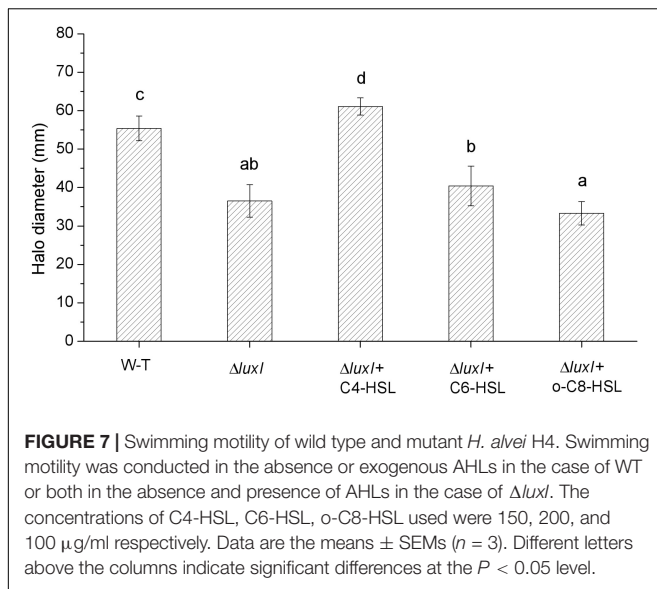 80
70
60
50
40
30
20
10
0
Halo diameter (mm)
c
ab
d
b
a
W-T
ΔluxI
ΔluxI+
C4-HSL
ΔluxI+
C6-HSL
ΔluxI+
o-C8-HSL
FIGURE 7 | Swimming motility of wild type and mutant H. alvei H4. Swimming
motility was conducted in the absence or exogenous AHLs in the case of WT
or both in the absence and presence of AHLs in the case of ΔluxI. The
concentrations of C4-HSL, C6-HSL, o-C8-HSL used were 150, 200, and
100 μg/ml respectively. Data are the means ± SEMs (n = 3). Different letters
above the columns indicate significant differences at the P < 0.05 level.